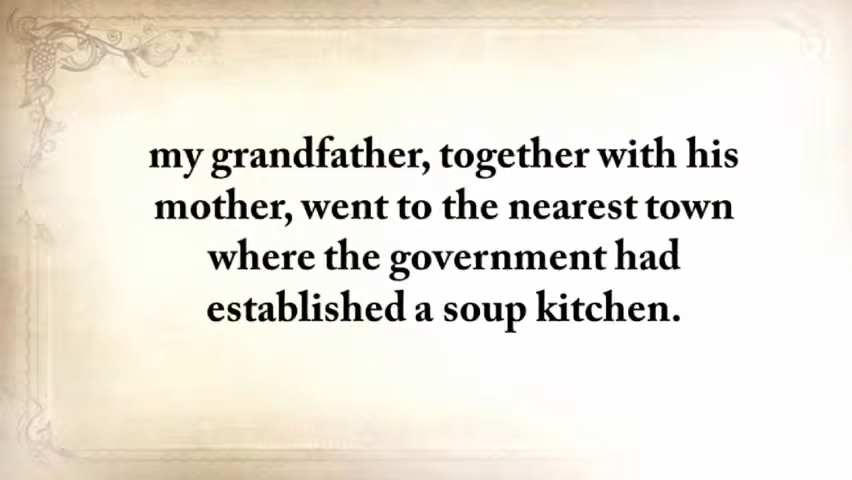 my grandfather, together with his
mother, went to the nearest town
where the government had
established a soup kitchen.